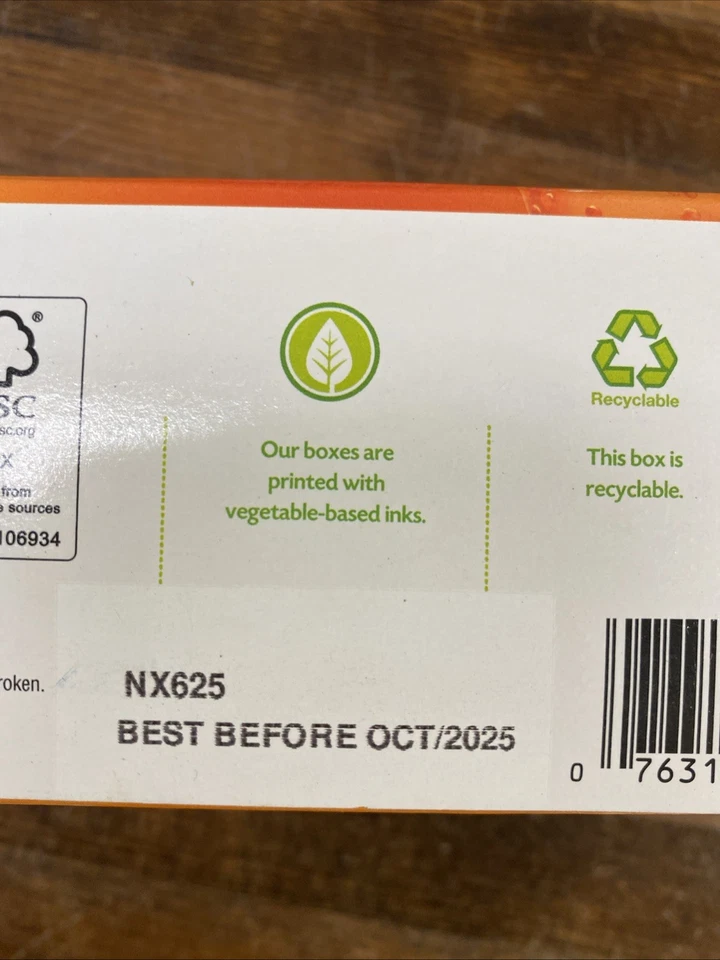 ®
SC
sc.org
X
from
sources
106934
Our boxes are
printed with
vegetable-based inks.
Recyclable
This box is
recyclable.
roken.
NX625
BEST BEFORE OCT/2025
0 7631